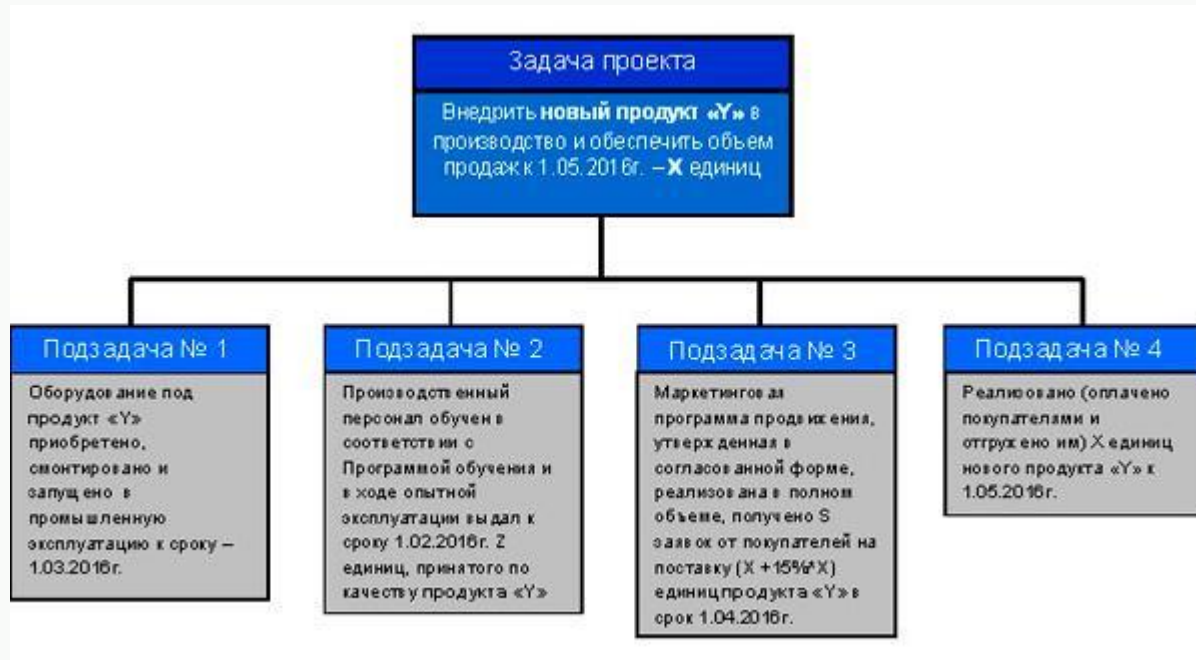 Задача проекта
Внедрить новый продукт «Y» в
производство и обеспечить объем
продаж к 1.05.2016г. – X единиц
Подзадача № 1
Оборудование под
продукт «Y»
приобретено,
смонтировано и
запущено в
промышленную
эксплуатацию к сроку –
1.03.2016г.
Подзадача № 2
Производственный
персонал обучен в
соответствии с
Программой обучения и
в ходе опытной
эксплуатации выдал к
сроку 1.02.2016г. Z
единиц, принятого по
качеству продукта «Y»
Подзадача № 3
Маркетинговая
программа продвижения,
утвержденная в
согласованной форме,
реализована в полном
объеме, получено S
заявок от покупателей на
поставку (X +15%*X)
единиц продукта «Y» в
срок 1.04.2016г.
Подзадача № 4
Реализовано (оплачено
покупателями и
отгружено им) X единиц
нового продукта «Y» к
1.05.2016г.